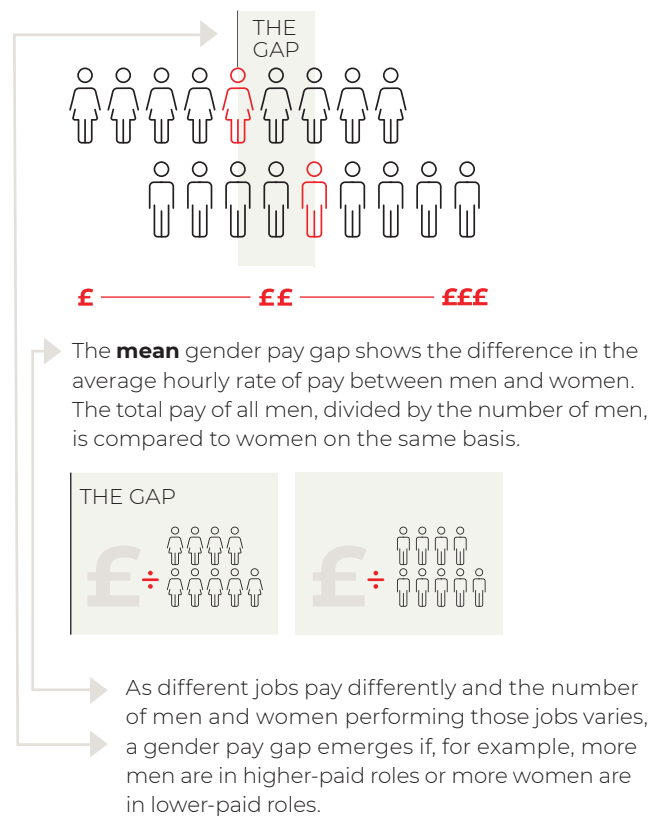 THE
GAP
£ ££ £££
The mean gender pay gap shows the difference in the
average hourly rate of pay between men and women.
The total pay of all men, divided by the number of men,
is compared to women on the same basis.
THE GAP
£ ÷ £ ÷
As different jobs pay differently and the number
of men and women performing those jobs varies,
a gender pay gap emerges if, for example, more
men are in higher-paid roles or more women are
in lower-paid roles.